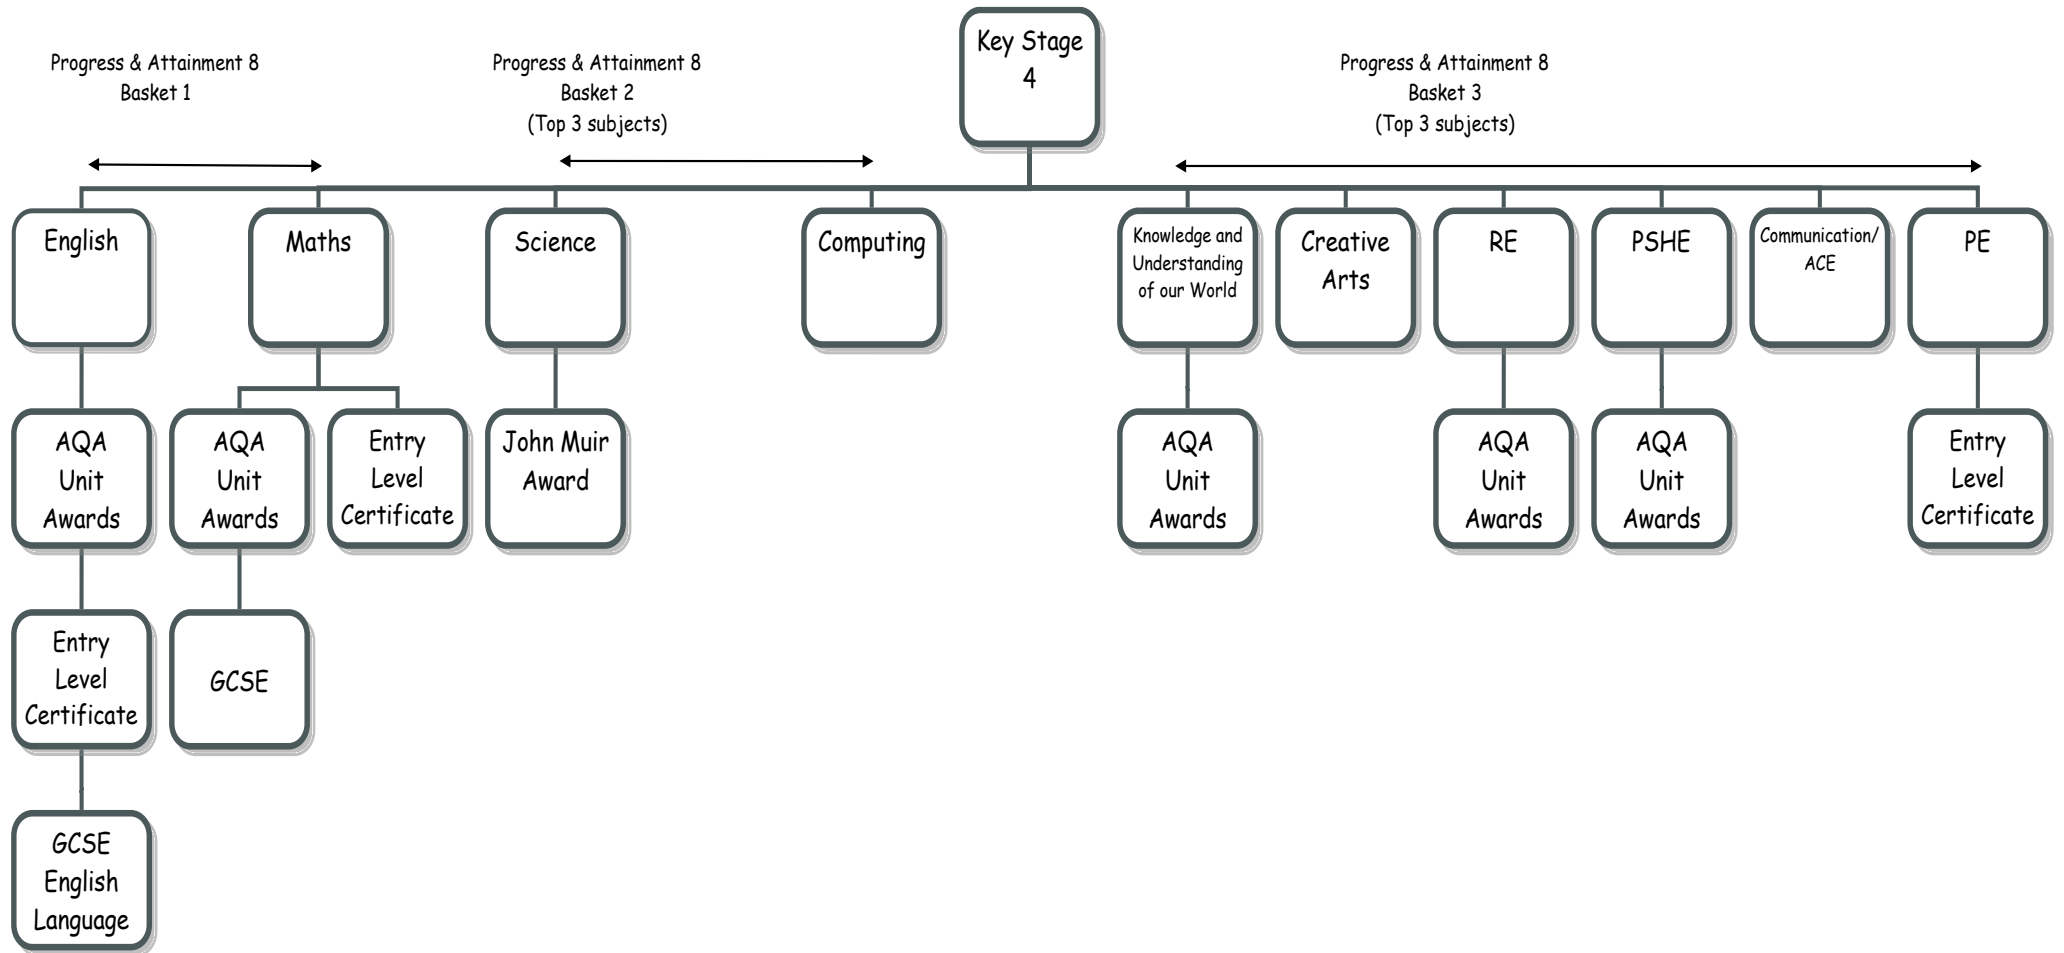 Key Stage
4
Progress & Attainment 8
Basket 1
Progress & Attainment 8
Basket 2
(Top 3 subjects)
Progress & Attainment 8
Basket 3
(Top 3 subjects)
English
Maths
Science
Computing
Knowledge and
Understanding
of our World
Creative
Arts
RE
PSHE
Communication/
ACE
PE
AQA
Unit
Awards
AQA
Unit
Awards
Entry
Level
Certificate
John Muir
Award
AQA
Unit
Awards
AQA
Unit
Awards
AQA
Unit
Awards
Entry
Level
Certificate
Entry
Level
Certificate
GCSE
GCSE
English
Language